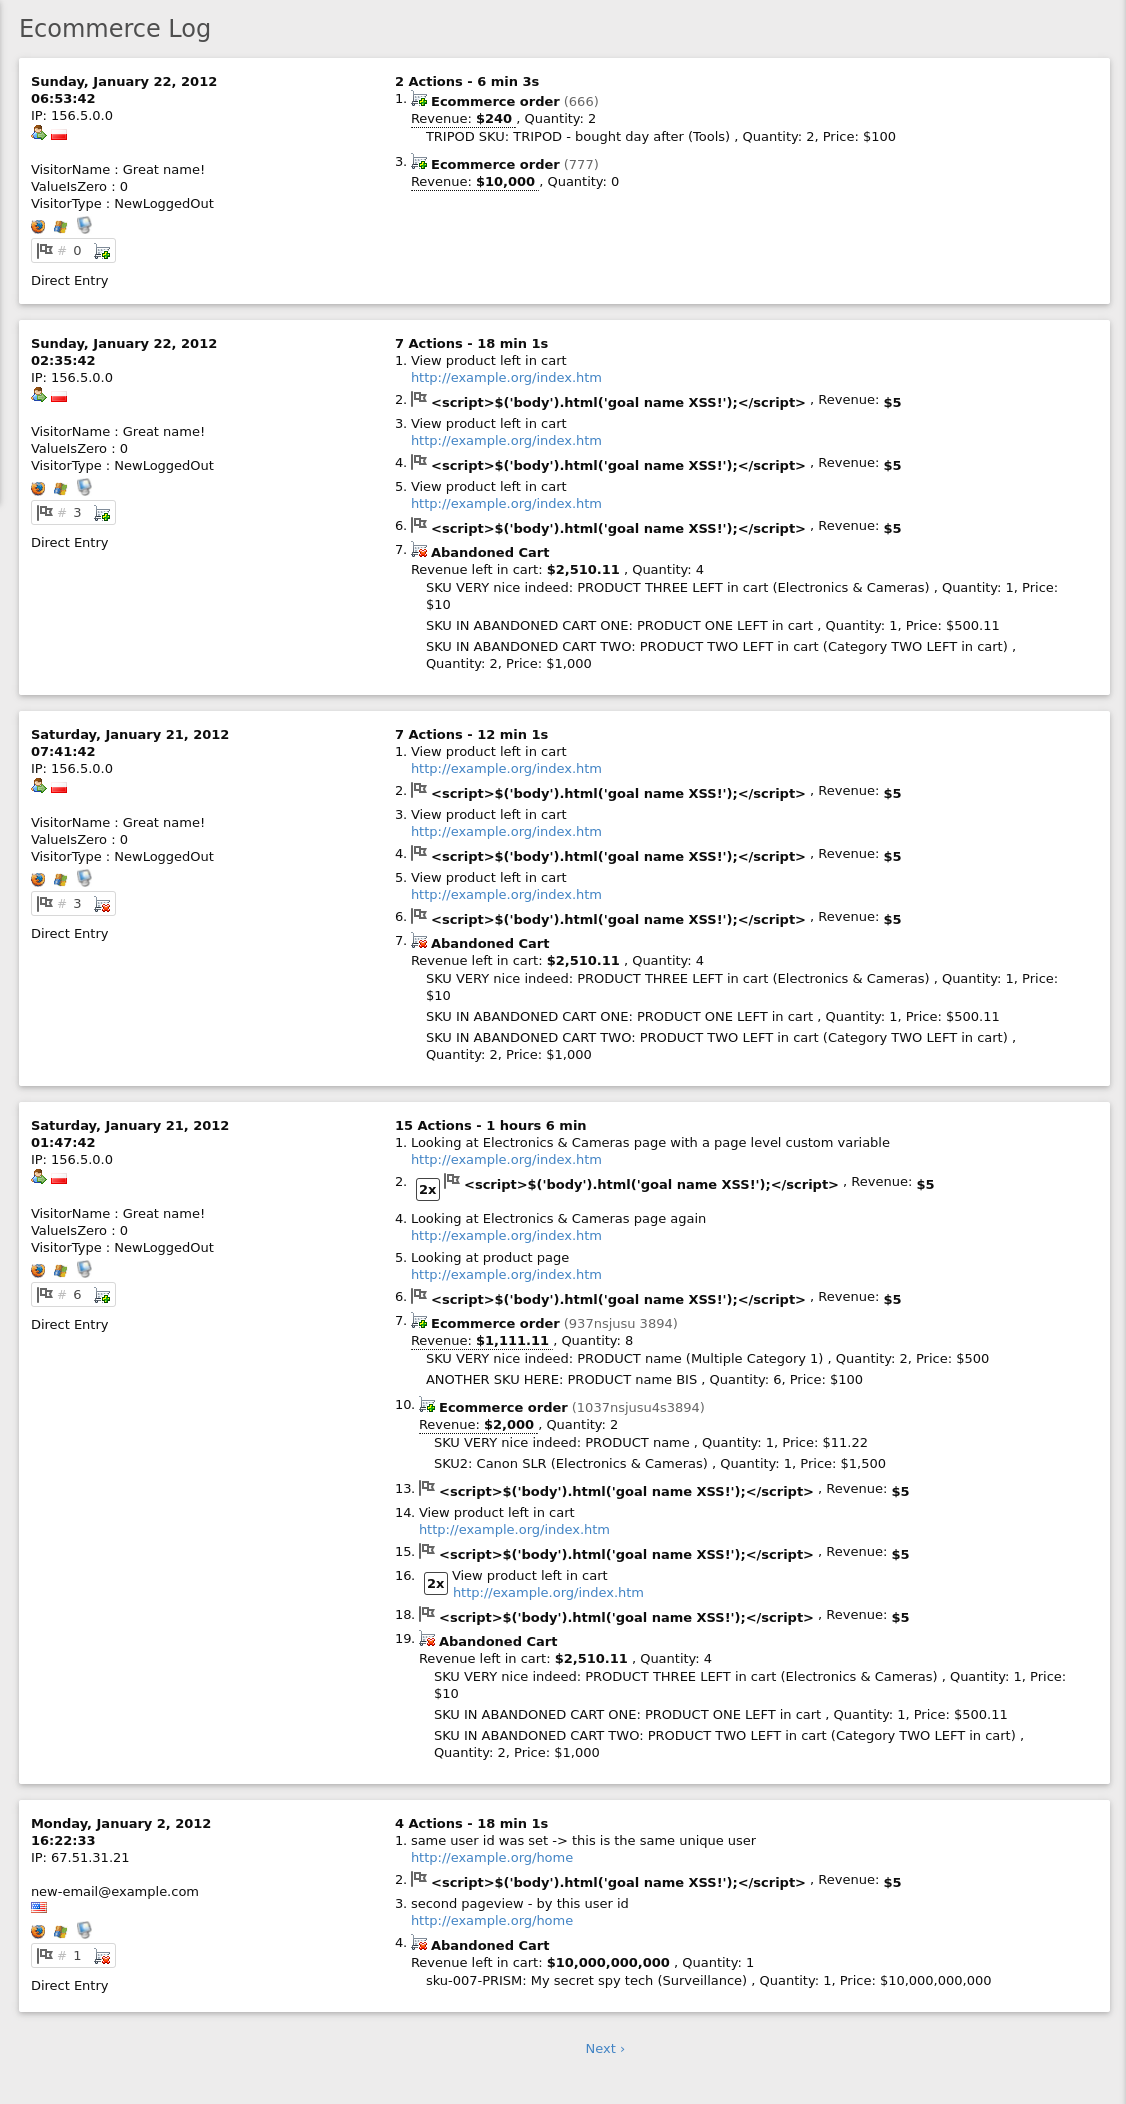 Ecommerce Log
Sunday, January 22, 2012
06:53:42
IP: 156.5.0.0
VisitorName : Great name!
ValueIsZero : 0
VisitorType : NewLoggedOut
# 0
Direct Entry
2 Actions - 6 min 3s
1. Ecommerce order (666)
Revenue: $240 , Quantity: 2
TRIPOD SKU: TRIPOD - bought day after (Tools) , Quantity: 2, Price: $100
3. Ecommerce order (777)
Revenue: $10,000 , Quantity: 0
Sunday, January 22, 2012
02:35:42
IP: 156.5.0.0
VisitorName : Great name!
ValueIsZero : 0
VisitorType : NewLoggedOut
# 3
Direct Entry
7 Actions - 18 min 1s
1. View product left in cart
http://example.org/index.htm
2. <script>$('body').html('goal name XSS!');</script> , Revenue: $5
3. View product left in cart
http://example.org/index.htm
4. <script>$('body').html('goal name XSS!');</script> , Revenue: $5
5. View product left in cart
http://example.org/index.htm
6. <script>$('body').html('goal name XSS!');</script> , Revenue: $5
7. Abandoned Cart
Revenue left in cart: $2,510.11 , Quantity: 4
SKU VERY nice indeed: PRODUCT THREE LEFT in cart (Electronics & Cameras) , Quantity: 1, Price:
$10
SKU IN ABANDONED CART ONE: PRODUCT ONE LEFT in cart , Quantity: 1, Price: $500.11
SKU IN ABANDONED CART TWO: PRODUCT TWO LEFT in cart (Category TWO LEFT in cart) ,
Quantity: 2, Price: $1,000
Saturday, January 21, 2012
07:41:42
IP: 156.5.0.0
VisitorName : Great name!
ValueIsZero : 0
VisitorType : NewLoggedOut
# 3
Direct Entry
7 Actions - 12 min 1s
1. View product left in cart
http://example.org/index.htm
2. <script>$('body').html('goal name XSS!');</script> , Revenue: $5
3. View product left in cart
http://example.org/index.htm
4. <script>$('body').html('goal name XSS!');</script> , Revenue: $5
5. View product left in cart
http://example.org/index.htm
6. <script>$('body').html('goal name XSS!');</script> , Revenue: $5
7. Abandoned Cart
Revenue left in cart: $2,510.11 , Quantity: 4
SKU VERY nice indeed: PRODUCT THREE LEFT in cart (Electronics & Cameras) , Quantity: 1, Price:
$10
SKU IN ABANDONED CART ONE: PRODUCT ONE LEFT in cart , Quantity: 1, Price: $500.11
SKU IN ABANDONED CART TWO: PRODUCT TWO LEFT in cart (Category TWO LEFT in cart) ,
Quantity: 2, Price: $1,000
Saturday, January 21, 2012
01:47:42
IP: 156.5.0.0
VisitorName : Great name!
ValueIsZero : 0
VisitorType : NewLoggedOut
# 6
Direct Entry
15 Actions - 1 hours 6 min
1. Looking at Electronics & Cameras page with a page level custom variable
http://example.org/index.htm
2. 2x <script>$('body').html('goal name XSS!');</script> , Revenue: $5
4. Looking at Electronics & Cameras page again
http://example.org/index.htm
5. Looking at product page
http://example.org/index.htm
6. <script>$('body').html('goal name XSS!');</script> , Revenue: $5
7. Ecommerce order (937nsjusu 3894)
Revenue: $1,111.11 , Quantity: 8
SKU VERY nice indeed: PRODUCT name (Multiple Category 1) , Quantity: 2, Price: $500
ANOTHER SKU HERE: PRODUCT name BIS , Quantity: 6, Price: $100
10. Ecommerce order (1037nsjusu4s3894)
Revenue: $2,000 , Quantity: 2
SKU VERY nice indeed: PRODUCT name , Quantity: 1, Price: $11.22
SKU2: Canon SLR (Electronics & Cameras) , Quantity: 1, Price: $1,500
13. <script>$('body').html('goal name XSS!');</script> , Revenue: $5
14. View product left in cart
http://example.org/index.htm
15. <script>$('body').html('goal name XSS!');</script> , Revenue: $5
16. 2x View product left in cart
http://example.org/index.htm
18. <script>$('body').html('goal name XSS!');</script> , Revenue: $5
19. Abandoned Cart
Revenue left in cart: $2,510.11 , Quantity: 4
SKU VERY nice indeed: PRODUCT THREE LEFT in cart (Electronics & Cameras) , Quantity: 1, Price:
$10
SKU IN ABANDONED CART ONE: PRODUCT ONE LEFT in cart , Quantity: 1, Price: $500.11
SKU IN ABANDONED CART TWO: PRODUCT TWO LEFT in cart (Category TWO LEFT in cart) ,
Quantity: 2, Price: $1,000
Monday, January 2, 2012
16:22:33
IP: 67.51.31.21
new-email@example.com
# 1
Direct Entry
4 Actions - 18 min 1s
1. same user id was set -> this is the same unique user
http://example.org/home
2. <script>$('body').html('goal name XSS!');</script> , Revenue: $5
3. second pageview - by this user id
http://example.org/home
4. Abandoned Cart
Revenue left in cart: $10,000,000,000 , Quantity: 1
sku-007-PRISM: My secret spy tech (Surveillance) , Quantity: 1, Price: $10,000,000,000
Next ›